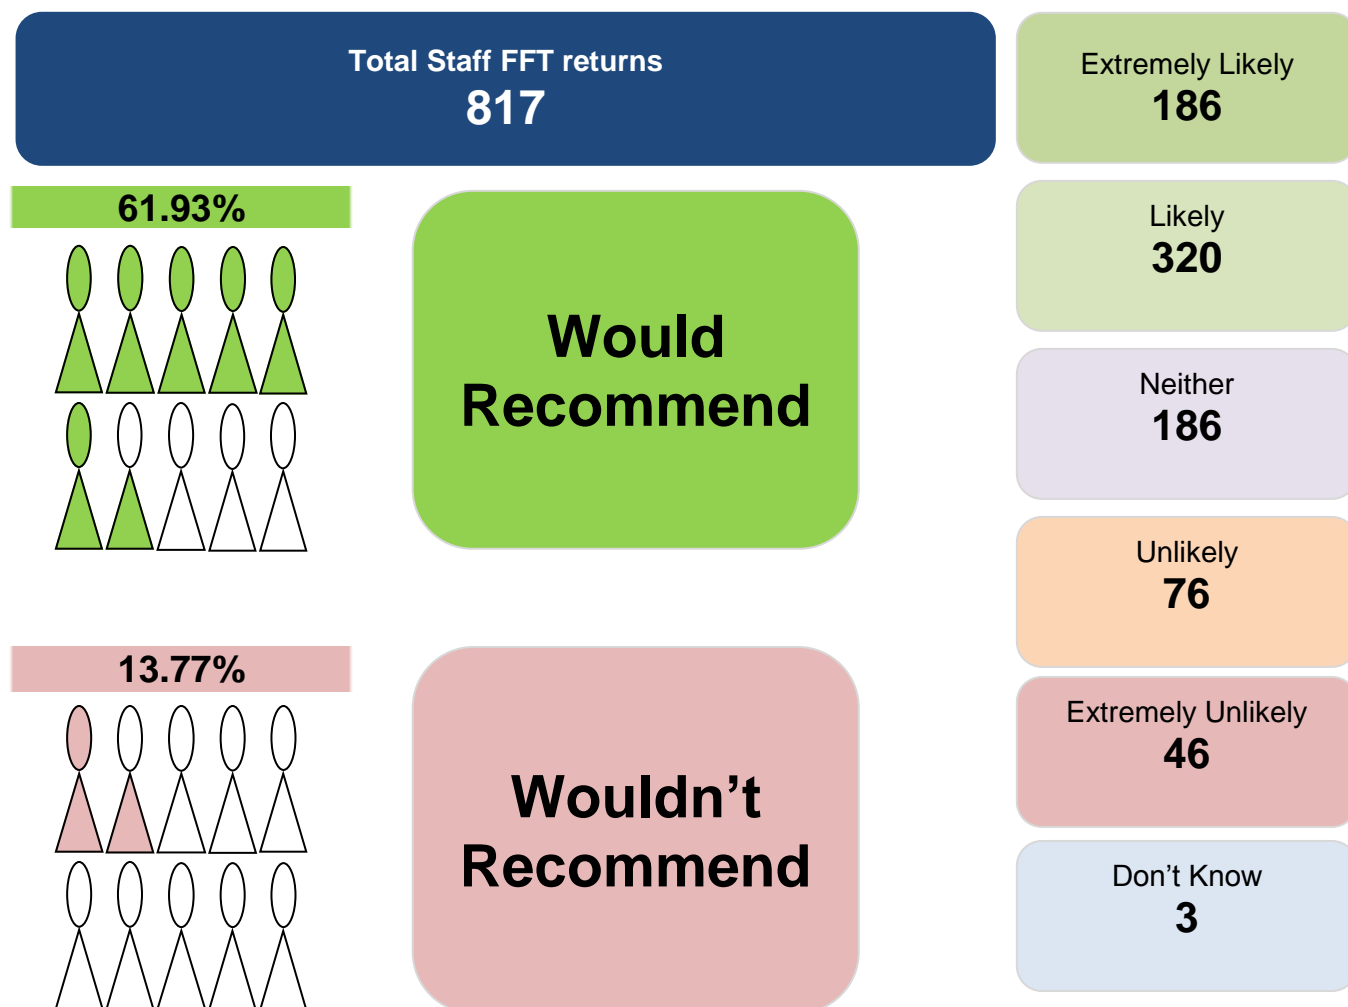 Total Staff FFT returns
817
Extremely Likely
186
61.93%
Would
Recommend
Likely
320
Neither
186
Unlikely
76
13.77%
Wouldn’t
Recommend
Extremely Unlikely
46
Don’t Know
3